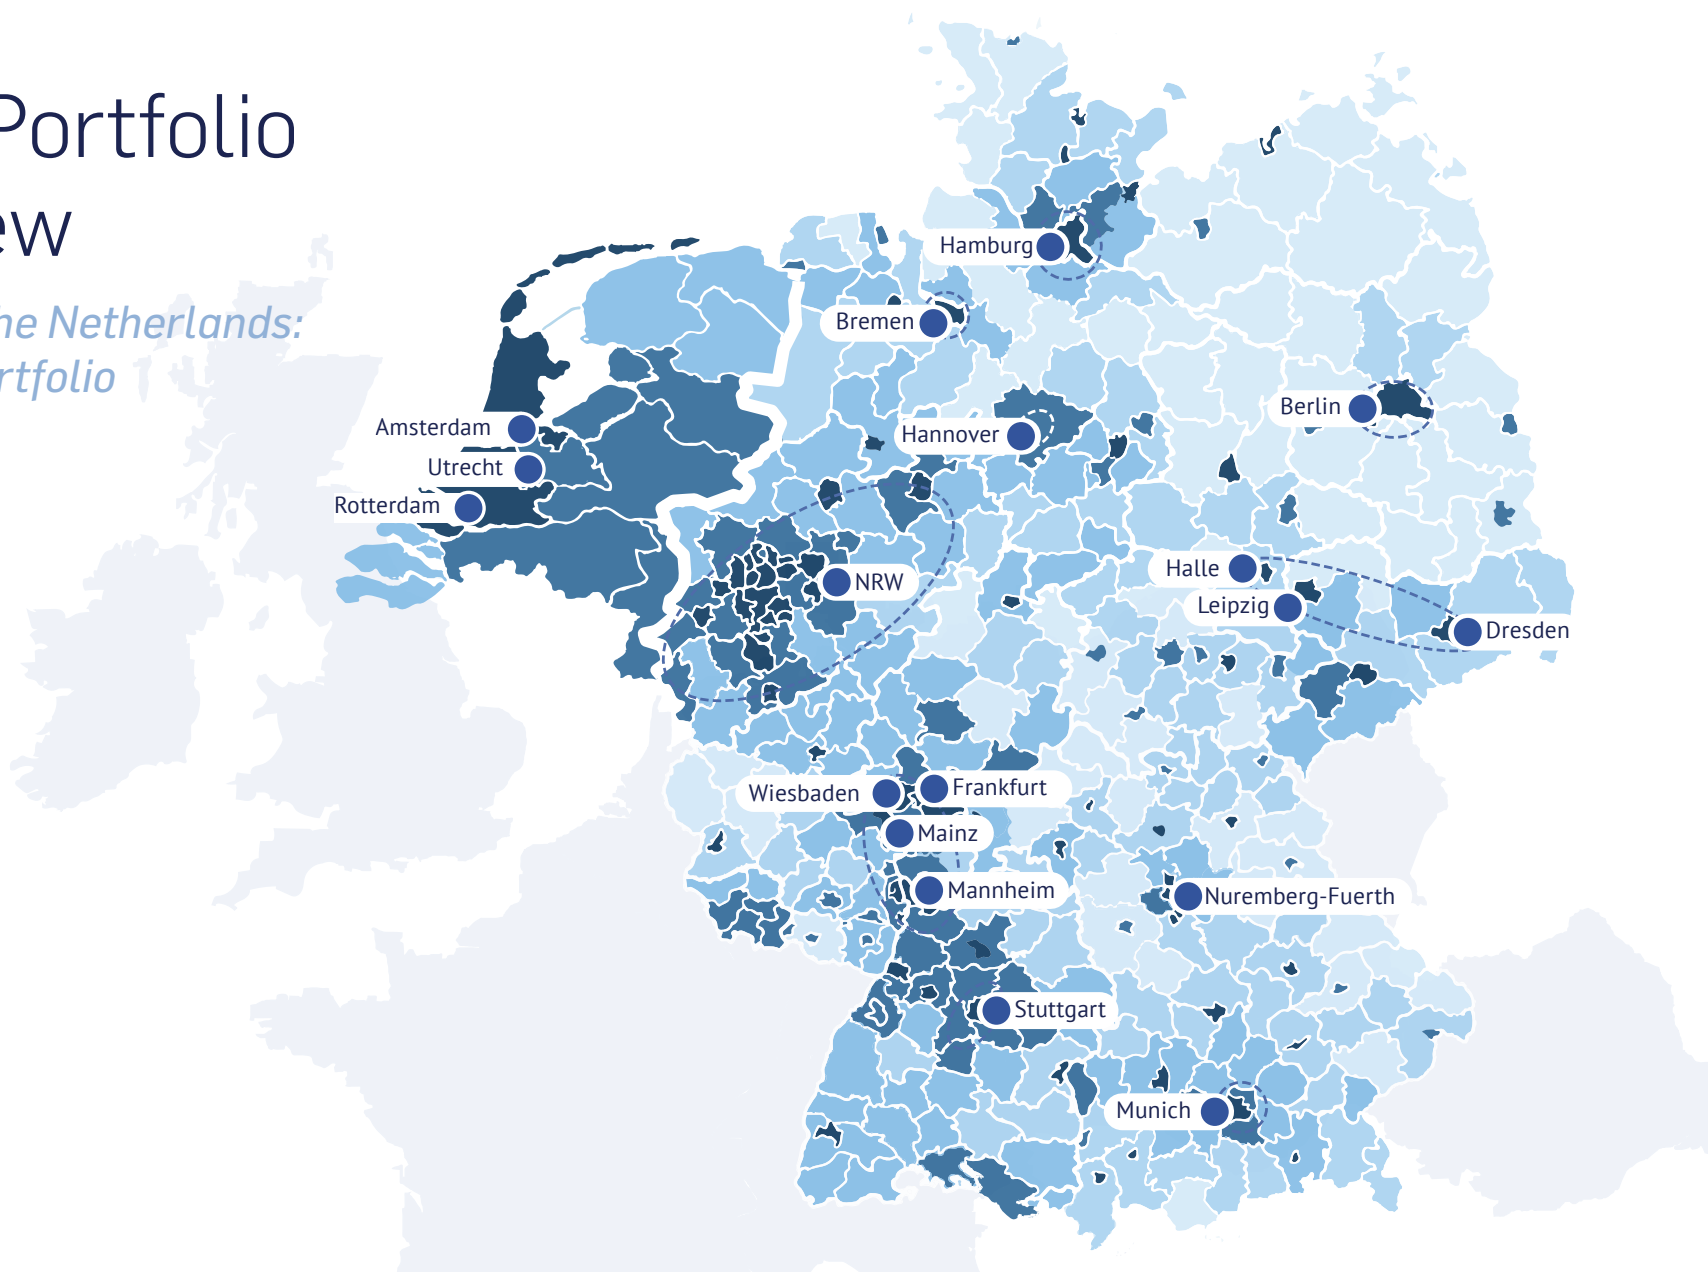 Portfolio
ew
he Netherlands:
rtfolio
Hamburg
Bremen
Berlin
Amsterdam
Hannover
Utrecht
Rotterdam
Halle
NRW
Leipzig
Dresden
Wiesbaden
Frankfurt
Mainz
Mannheim
Nuremberg-Fuerth
Stuttgart
Munich